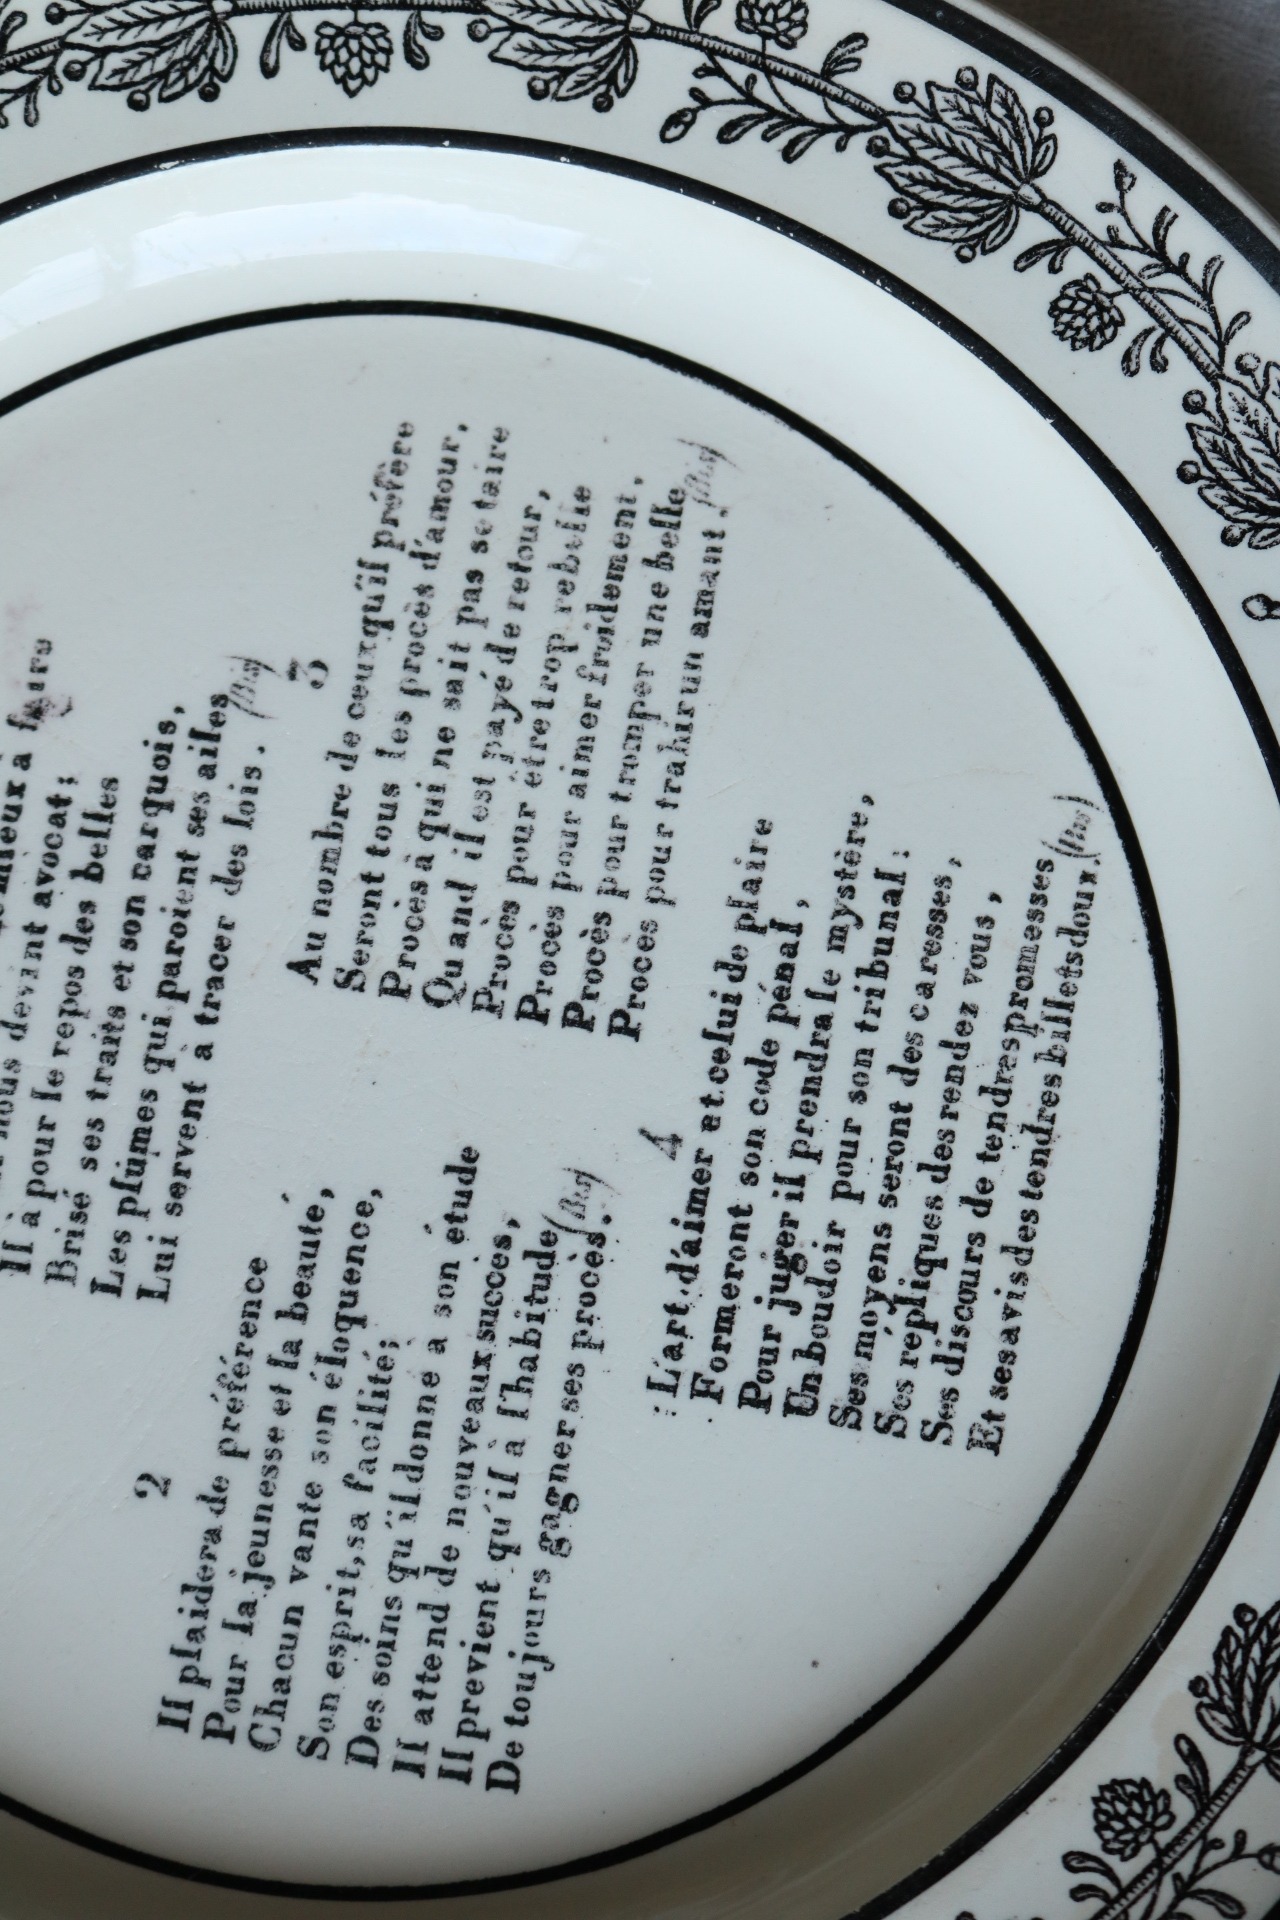 mieux à faire
nous devint avocat;
Il à pour le repos des belles
Brisé ses traits et son carquois,
Les plumes qui paroient ses ailes
Lui servent à tracer des lois. (Bis)
2
Il plaidera de préférence
Pour la jeunesse et la beauté,
Chacun vante son éloquence,
Son esprit, sa facilité;
Des soins qu'il donne à son étude
Il attend de nouveaux succès,
Il prévient qu'il à l'habitude
De toujours gagner ses procès. (Bis)
3
Au nombre de ceux qu'il préfère
Seront tous les procès d'amour,
Procès à qui ne sait pas se taire
Quand il est payé de retour,
Procès pour etre trop rebelle
Procès pour aimer froidement.
Procès pour tromper une belle
Procès pour trahir un amant. (Bis)
4
L'art d'aimer et celui de plaire
Formeront son code pénal,
Pour juger il prendra le mystère,
Un boudoir pour son tribunal:
Ses moyens seront des caresses,
Ses répliques des rendez vous,
Ses discours de tendres promesses
Et ses avis des tendres billets doux. (Bis)